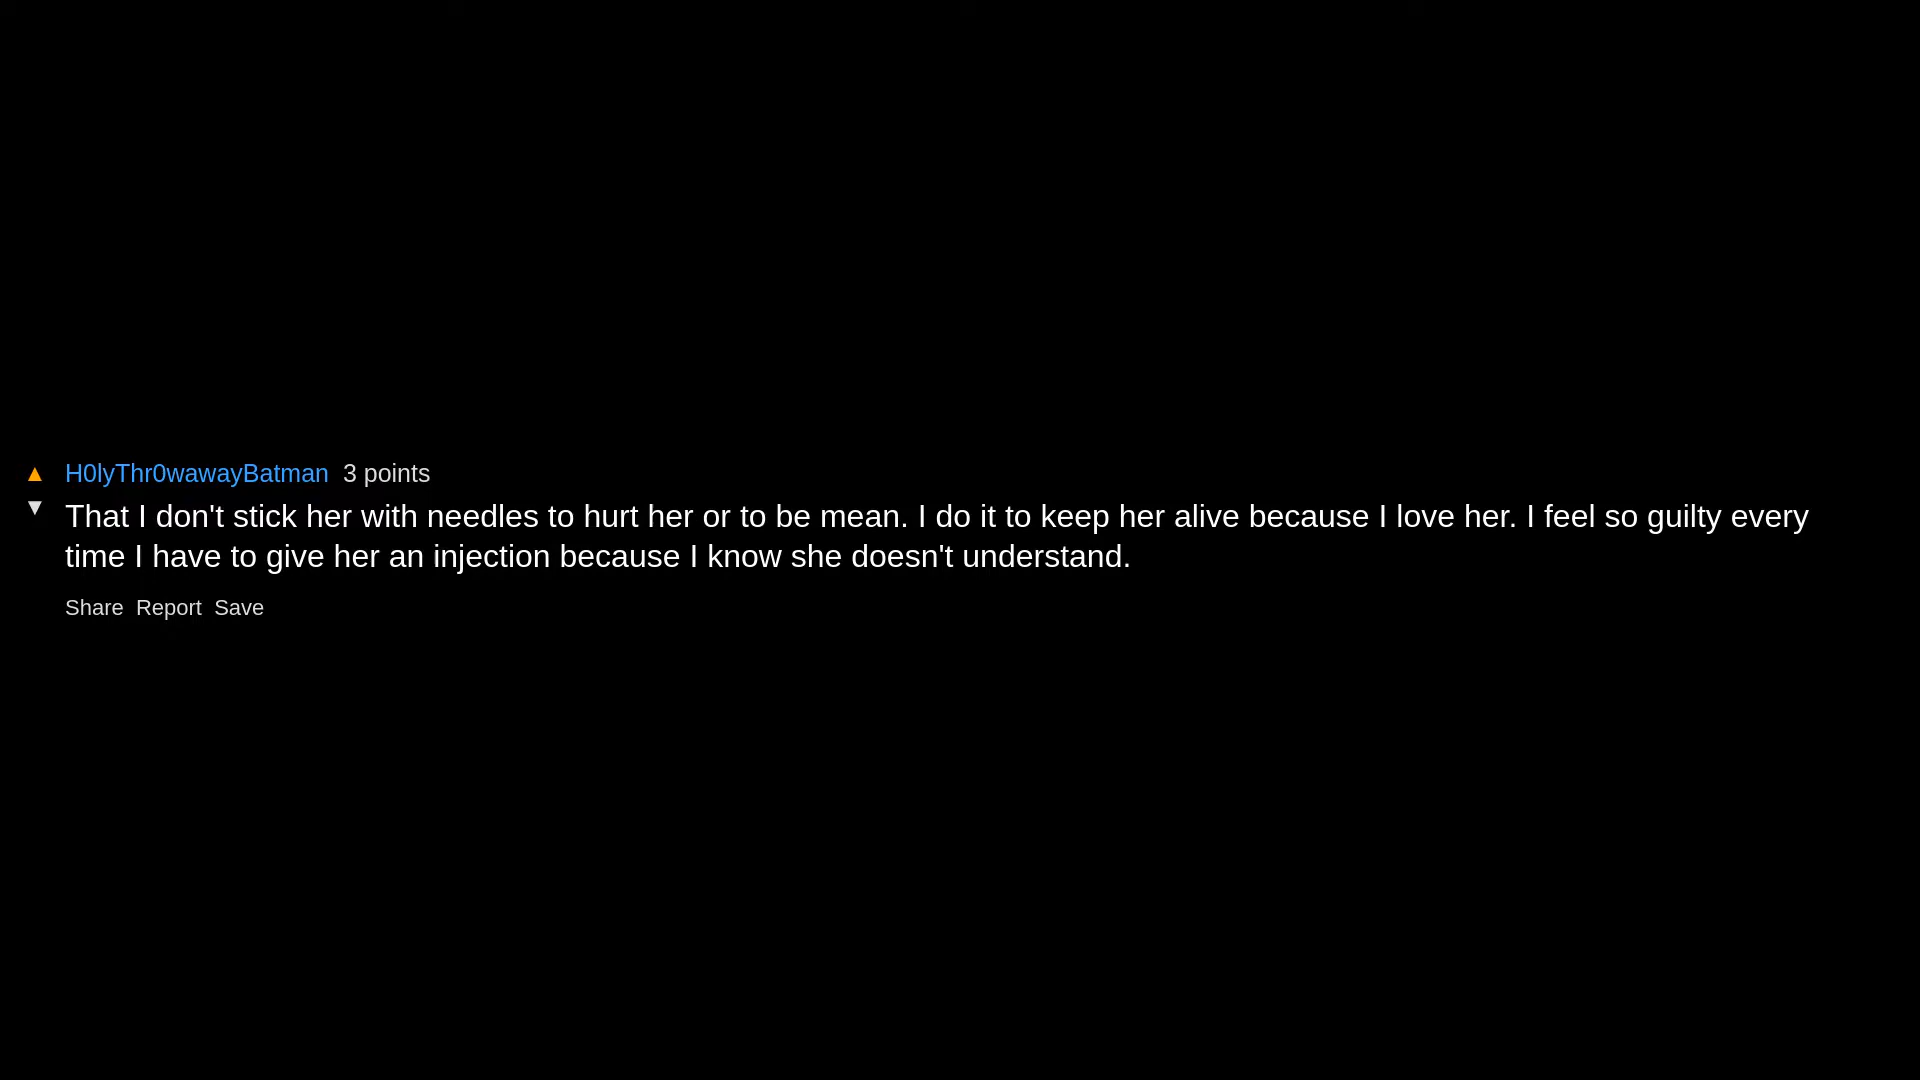 ▲ H0lyThr0wawayBatman 3 points
▼ That I don't stick her with needles to hurt her or to be mean. I do it to keep her alive because I love her. I feel so guilty every
time I have to give her an injection because I know she doesn't understand.
Share Report Save